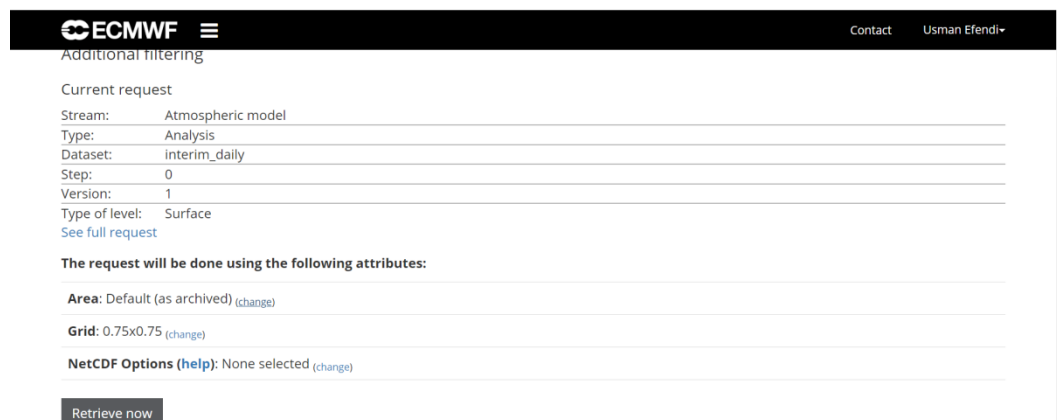 ECMWF
Contact Usman Efendi
Additional filtering
Current request
Stream: Atmospheric model
Type: Analysis
Dataset: interim_daily
Step: 0
Version: 1
Type of level: Surface
See full request
The request will be done using the following attributes:
Area: Default (as archived) (change)
Grid: 0.75x0.75 (change)
NetCDF Options (help): None selected (change)
Retrieve now